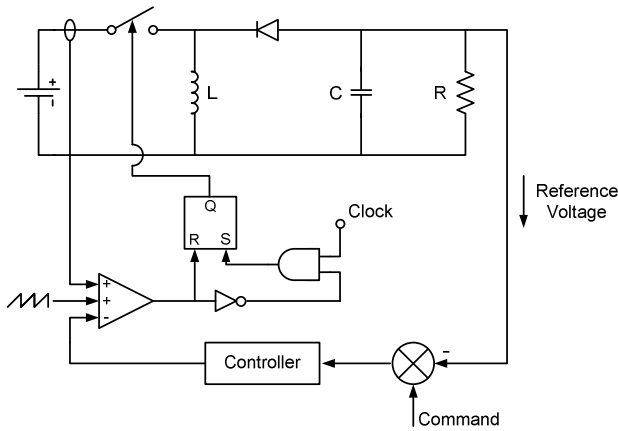 +
-
L
C
R
Reference
Voltage
Q
R S
Clock
+
+
-
Controller
-
Command